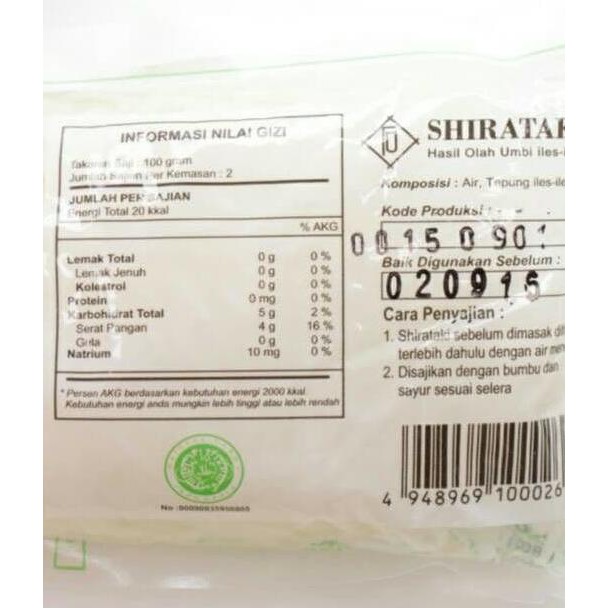 INFORMASI NILAI GIZI
Takaran Saji : 100 gram
Jumlah Sajian Per Kemasan : 2
JUMLAH PER SAJIAN
Energi Total 20 kkal
% AKG
Lemak Total 0 g 0 %
Lemak Jenuh 0 g 0 %
Kolestrol 0 g 0 %
Protein 0 mg 0 %
Karbohidrat Total 5 g 2 %
Serat Pangan 4 g 16 %
Gula 0 g 0 %
Natrium 10 mg 0 %
* Persen AKG berdasarkan kebutuhan energi 2000 kkal
Kebutuhan energi anda mungkin lebih tinggi atau lebih rendah
SHIRATAK
Hasil Olah Umbi iles-
Komposisi : Air, Tepung iles-ile
Kode Produksi :
00150901
Baik Digunakan Sebelum :
020916
Cara Penyajian :
1. Shirataki sebelum dimasak
terlebih dahulu dengan air
2. Disajikan dengan bumbu dan
sayur sesuai selera
4 948969 100026